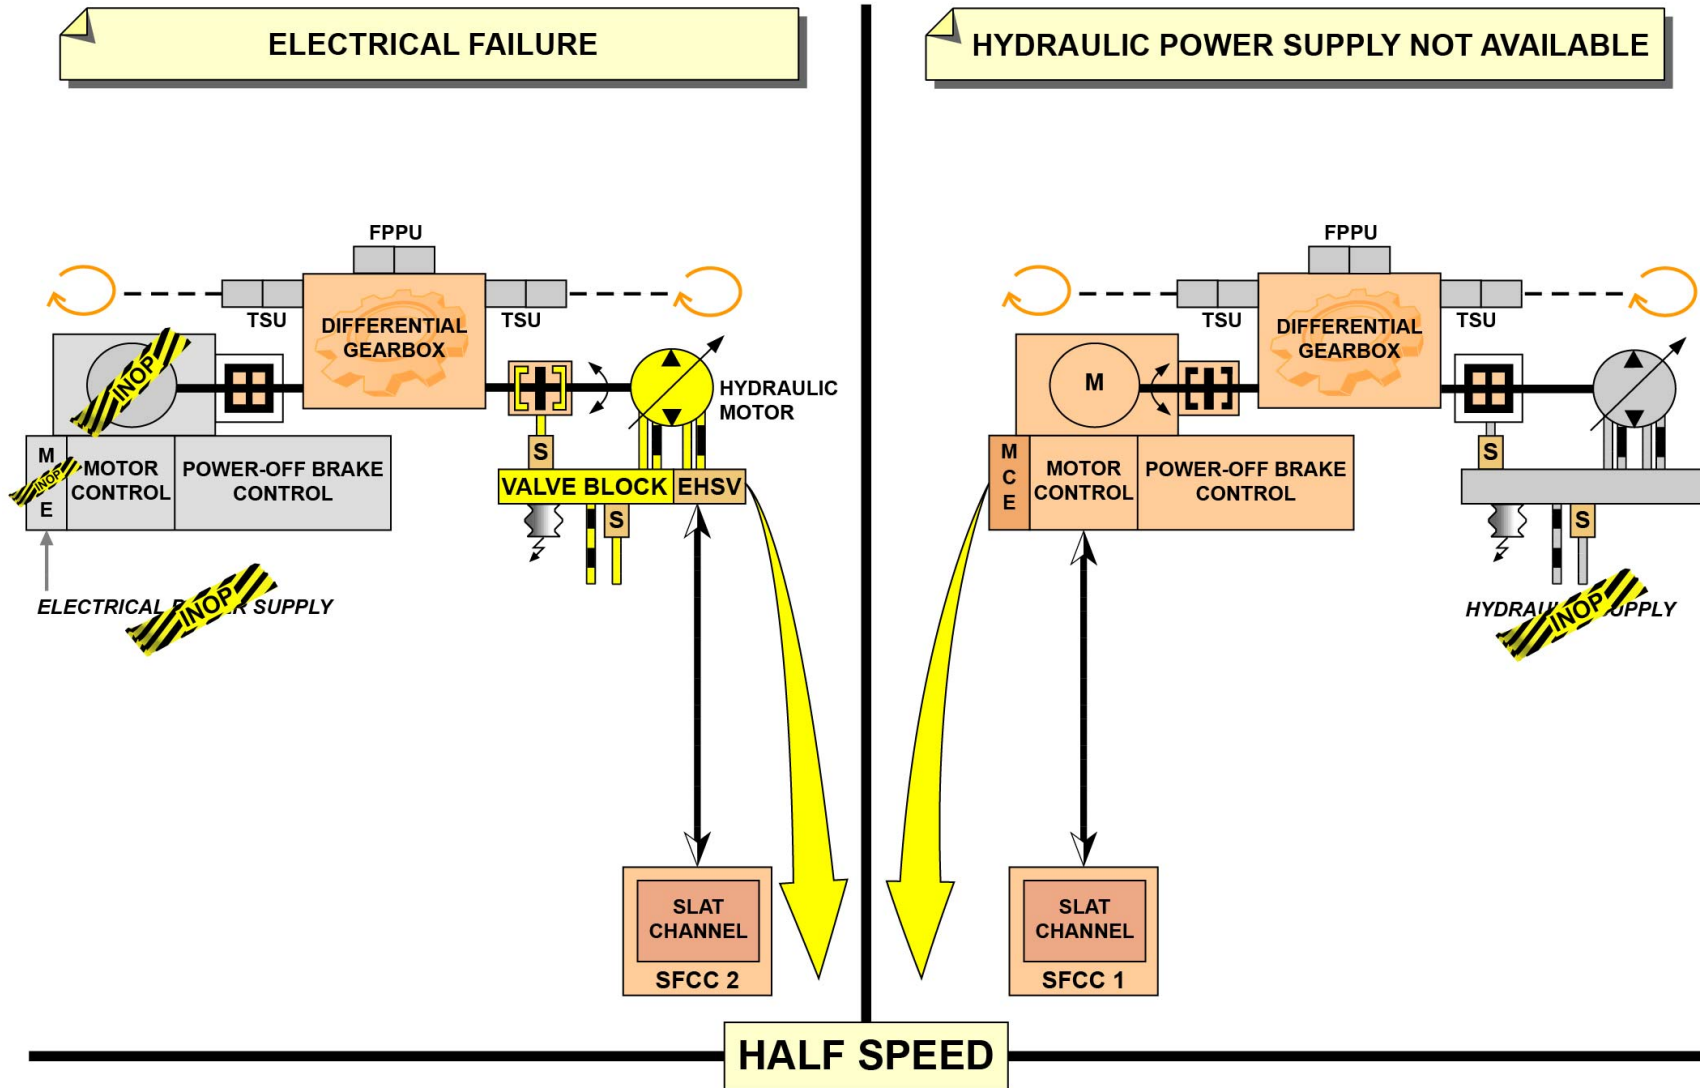 ELECTRICAL FAILURE
FPPU
TSU
TSU
DIFFERENTIAL
GEARBOX
INOP
HYDRAULIC
MOTOR
M
E
INOP
MOTOR
CONTROL
POWER-OFF BRAKE
CONTROL
S
VALVE BLOCK
EHSV
S
ELECTRICAL
SUPPLY
INOP
SLAT
CHANNEL
SFCC 2
HYDRAULIC POWER SUPPLY NOT AVAILABLE
FPPU
TSU
TSU
DIFFERENTIAL
GEARBOX
M
M
C
E
MOTOR
CONTROL
POWER-OFF BRAKE
CONTROL
S
S
INOP
SLAT
CHANNEL
SFCC 1
HALF SPEED